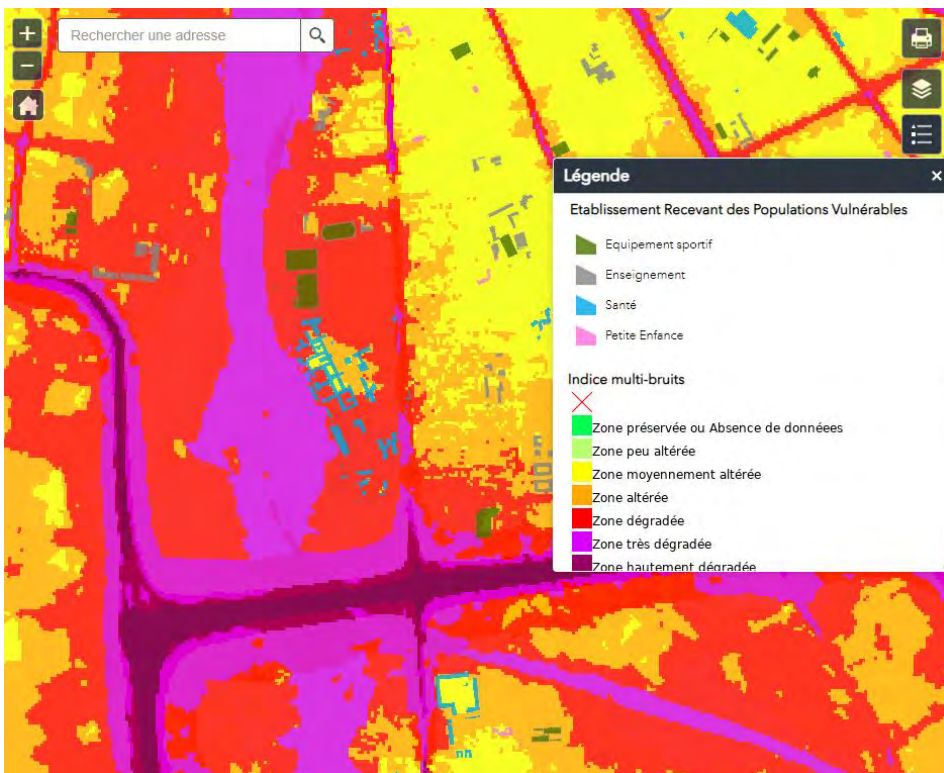 +
Rechercher une adresse
−
Légende ×
Etablissement Recevant des Populations Vulnérables
Equipement sportif
Enseignement
Santé
Petite Enfance
Indice multi-bruits
Zone préservée ou Absence de donnéees
Zone peu altérée
Zone moyennement altérée
Zone altérée
Zone dégradée
Zone très dégradée
Zone hautement dégradée